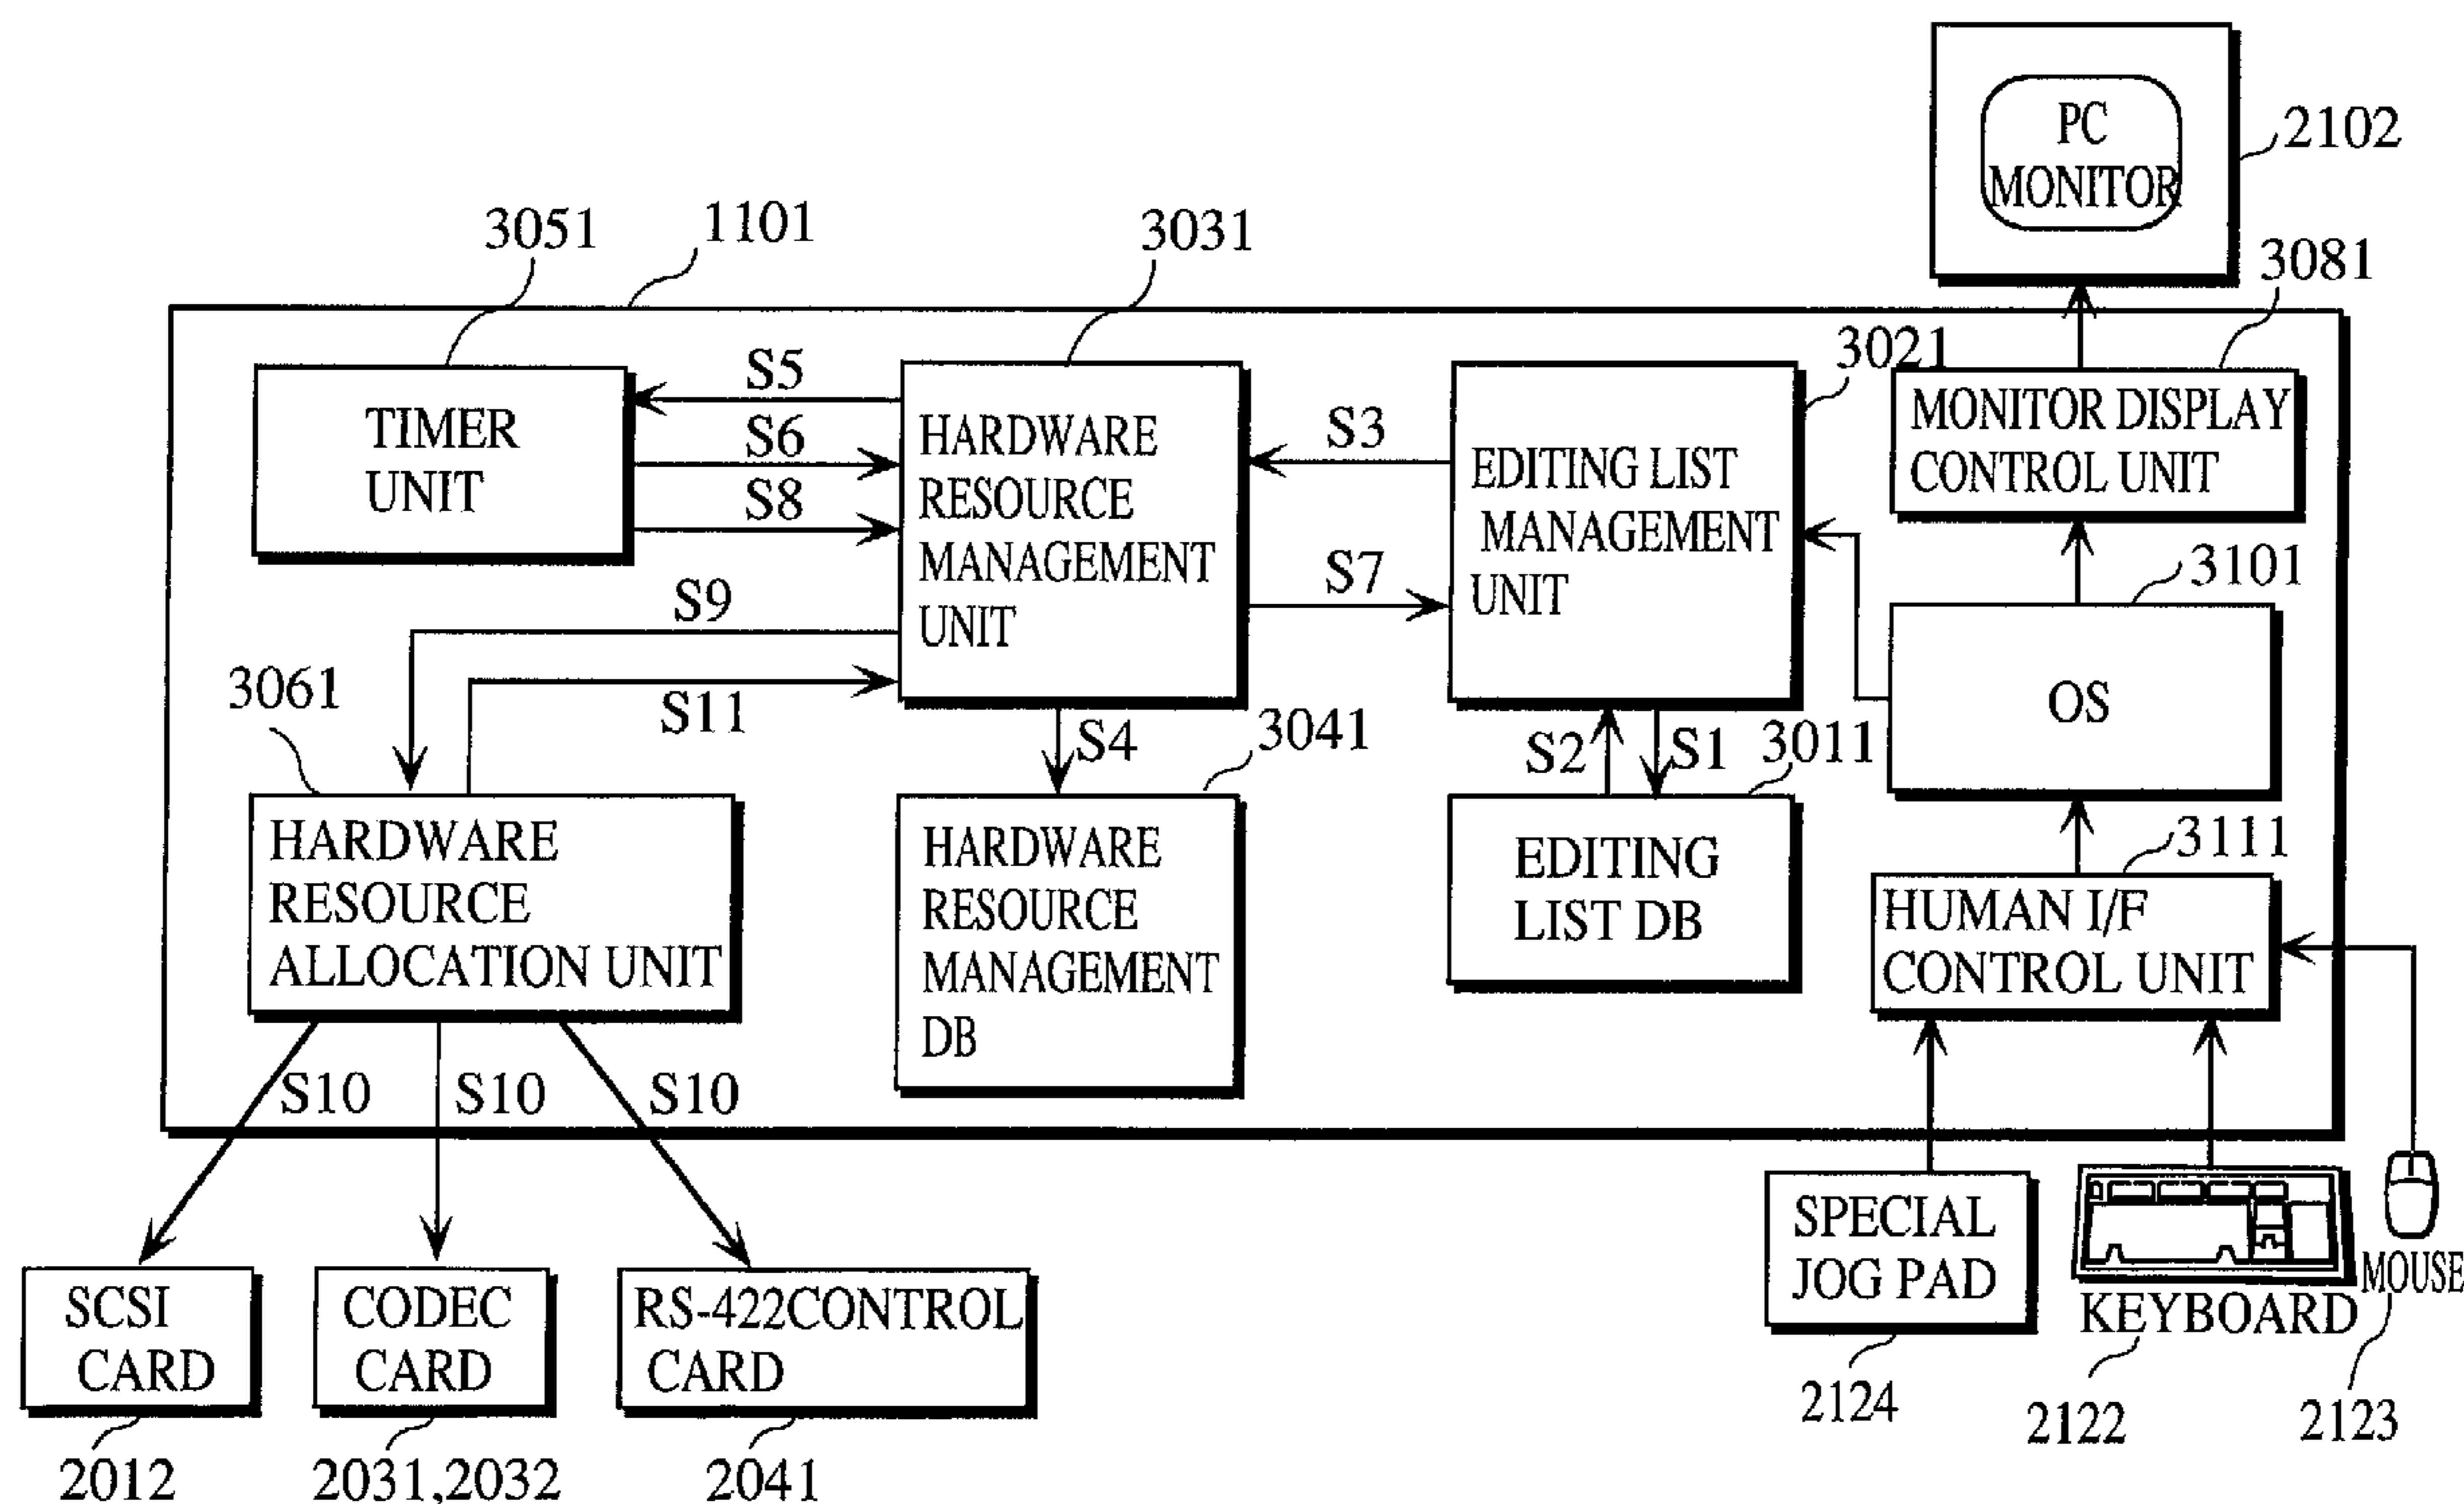 PC
MONITOR
2102
3051
1101
3031
3081
3021
TIMER
UNIT
S5
S6
S8
HARDWARE
RESOURCE
MANAGEMENT
UNIT
S3
S7
EDITING LIST
MANAGEMENT
UNIT
MONITOR DISPLAY
CONTROL UNIT
3101
OS
S9
S11
3061
S4
3041
S2
S1
3011
3111
HARDWARE
RESOURCE
ALLOCATION UNIT
HARDWARE
RESOURCE
MANAGEMENT
DB
EDITING
LIST DB
HUMAN I/F
CONTROL UNIT
S10
S10
S10
SCSI
CARD
CODEC
CARD
RS-422CONTROL
CARD
SPECIAL
JOG PAD
KEYBOARD
MOUSE
2012
2031,2032
2041
2124
2122
2123